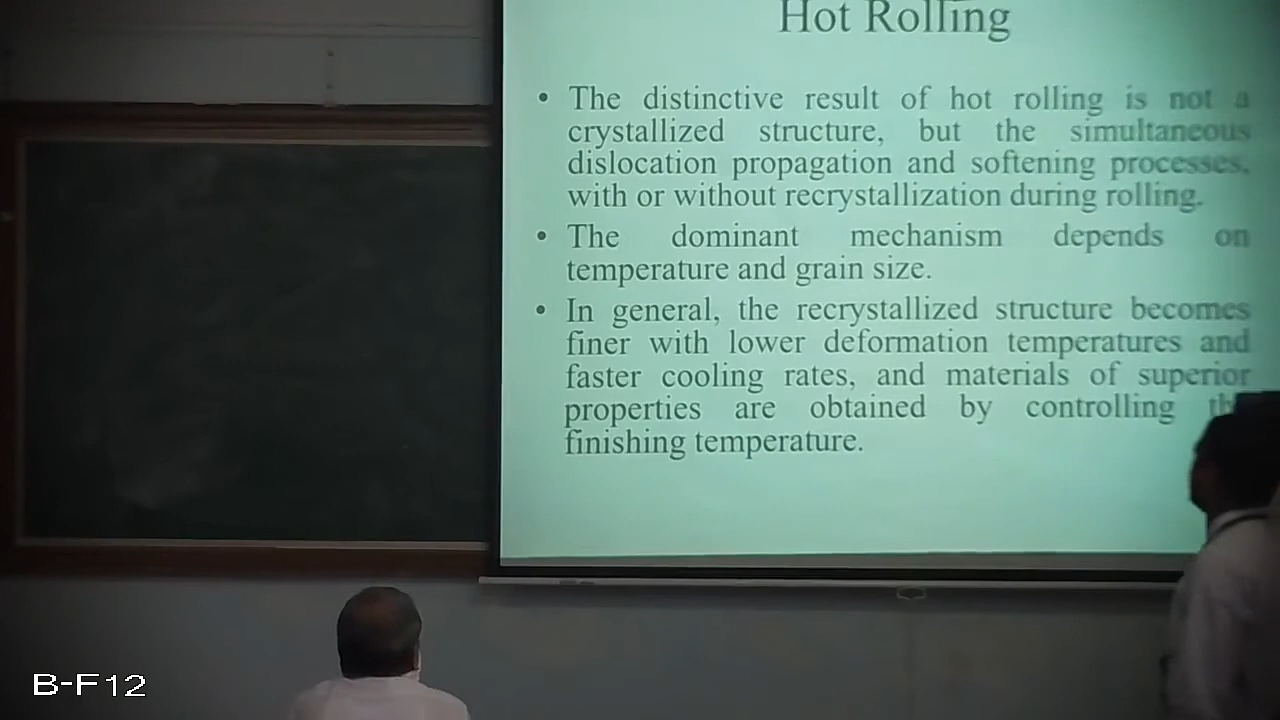 Hot Rolling
• The distinctive result of hot rolling is not a
crystallized structure, but the simultaneous
dislocation propagation and softening processes,
with or without recrystallization during rolling.
• The dominant mechanism depends on
temperature and grain size.
• In general, the recrystallized structure becomes
finer with lower deformation temperatures and
faster cooling rates, and materials of superior
properties are obtained by controlling
finishing temperature.
B-F12